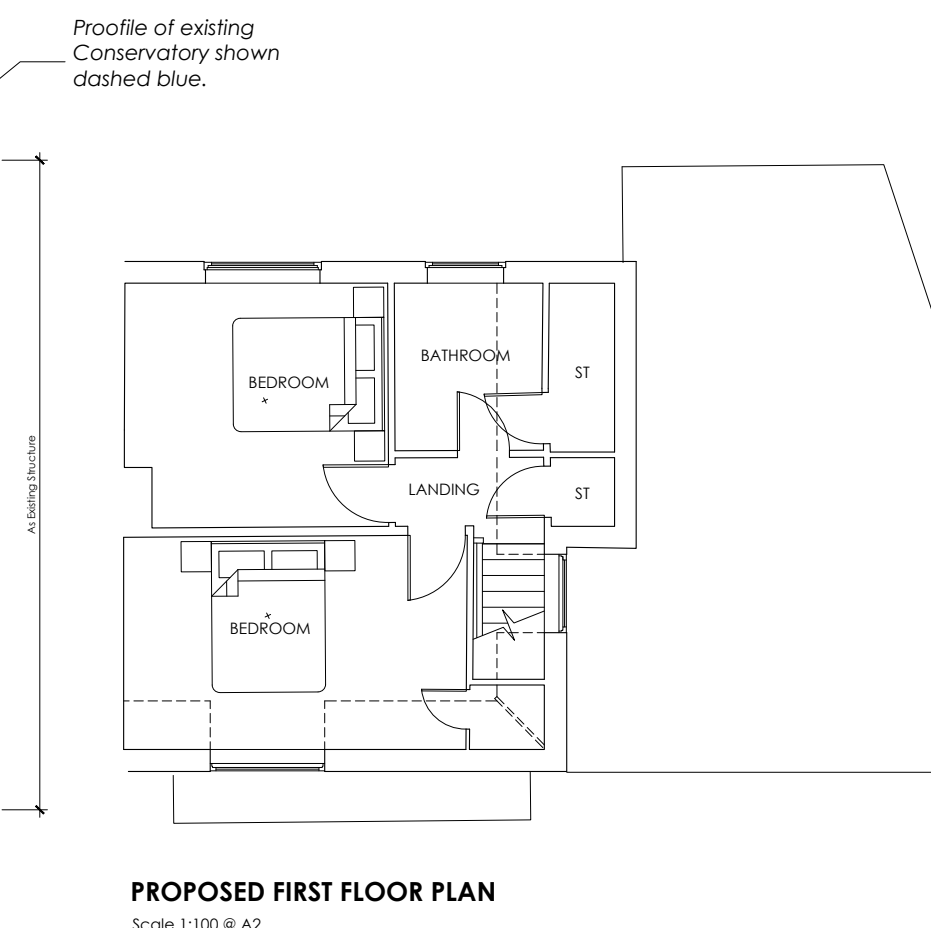 Proofile of existing
Conservatory shown
dashed blue.
As Existing Structure
BATHROOM
ST
BEDROOM
LANDING
ST
BEDROOM
PROPOSED FIRST FLOOR PLAN
Scale 1:100 @ A2